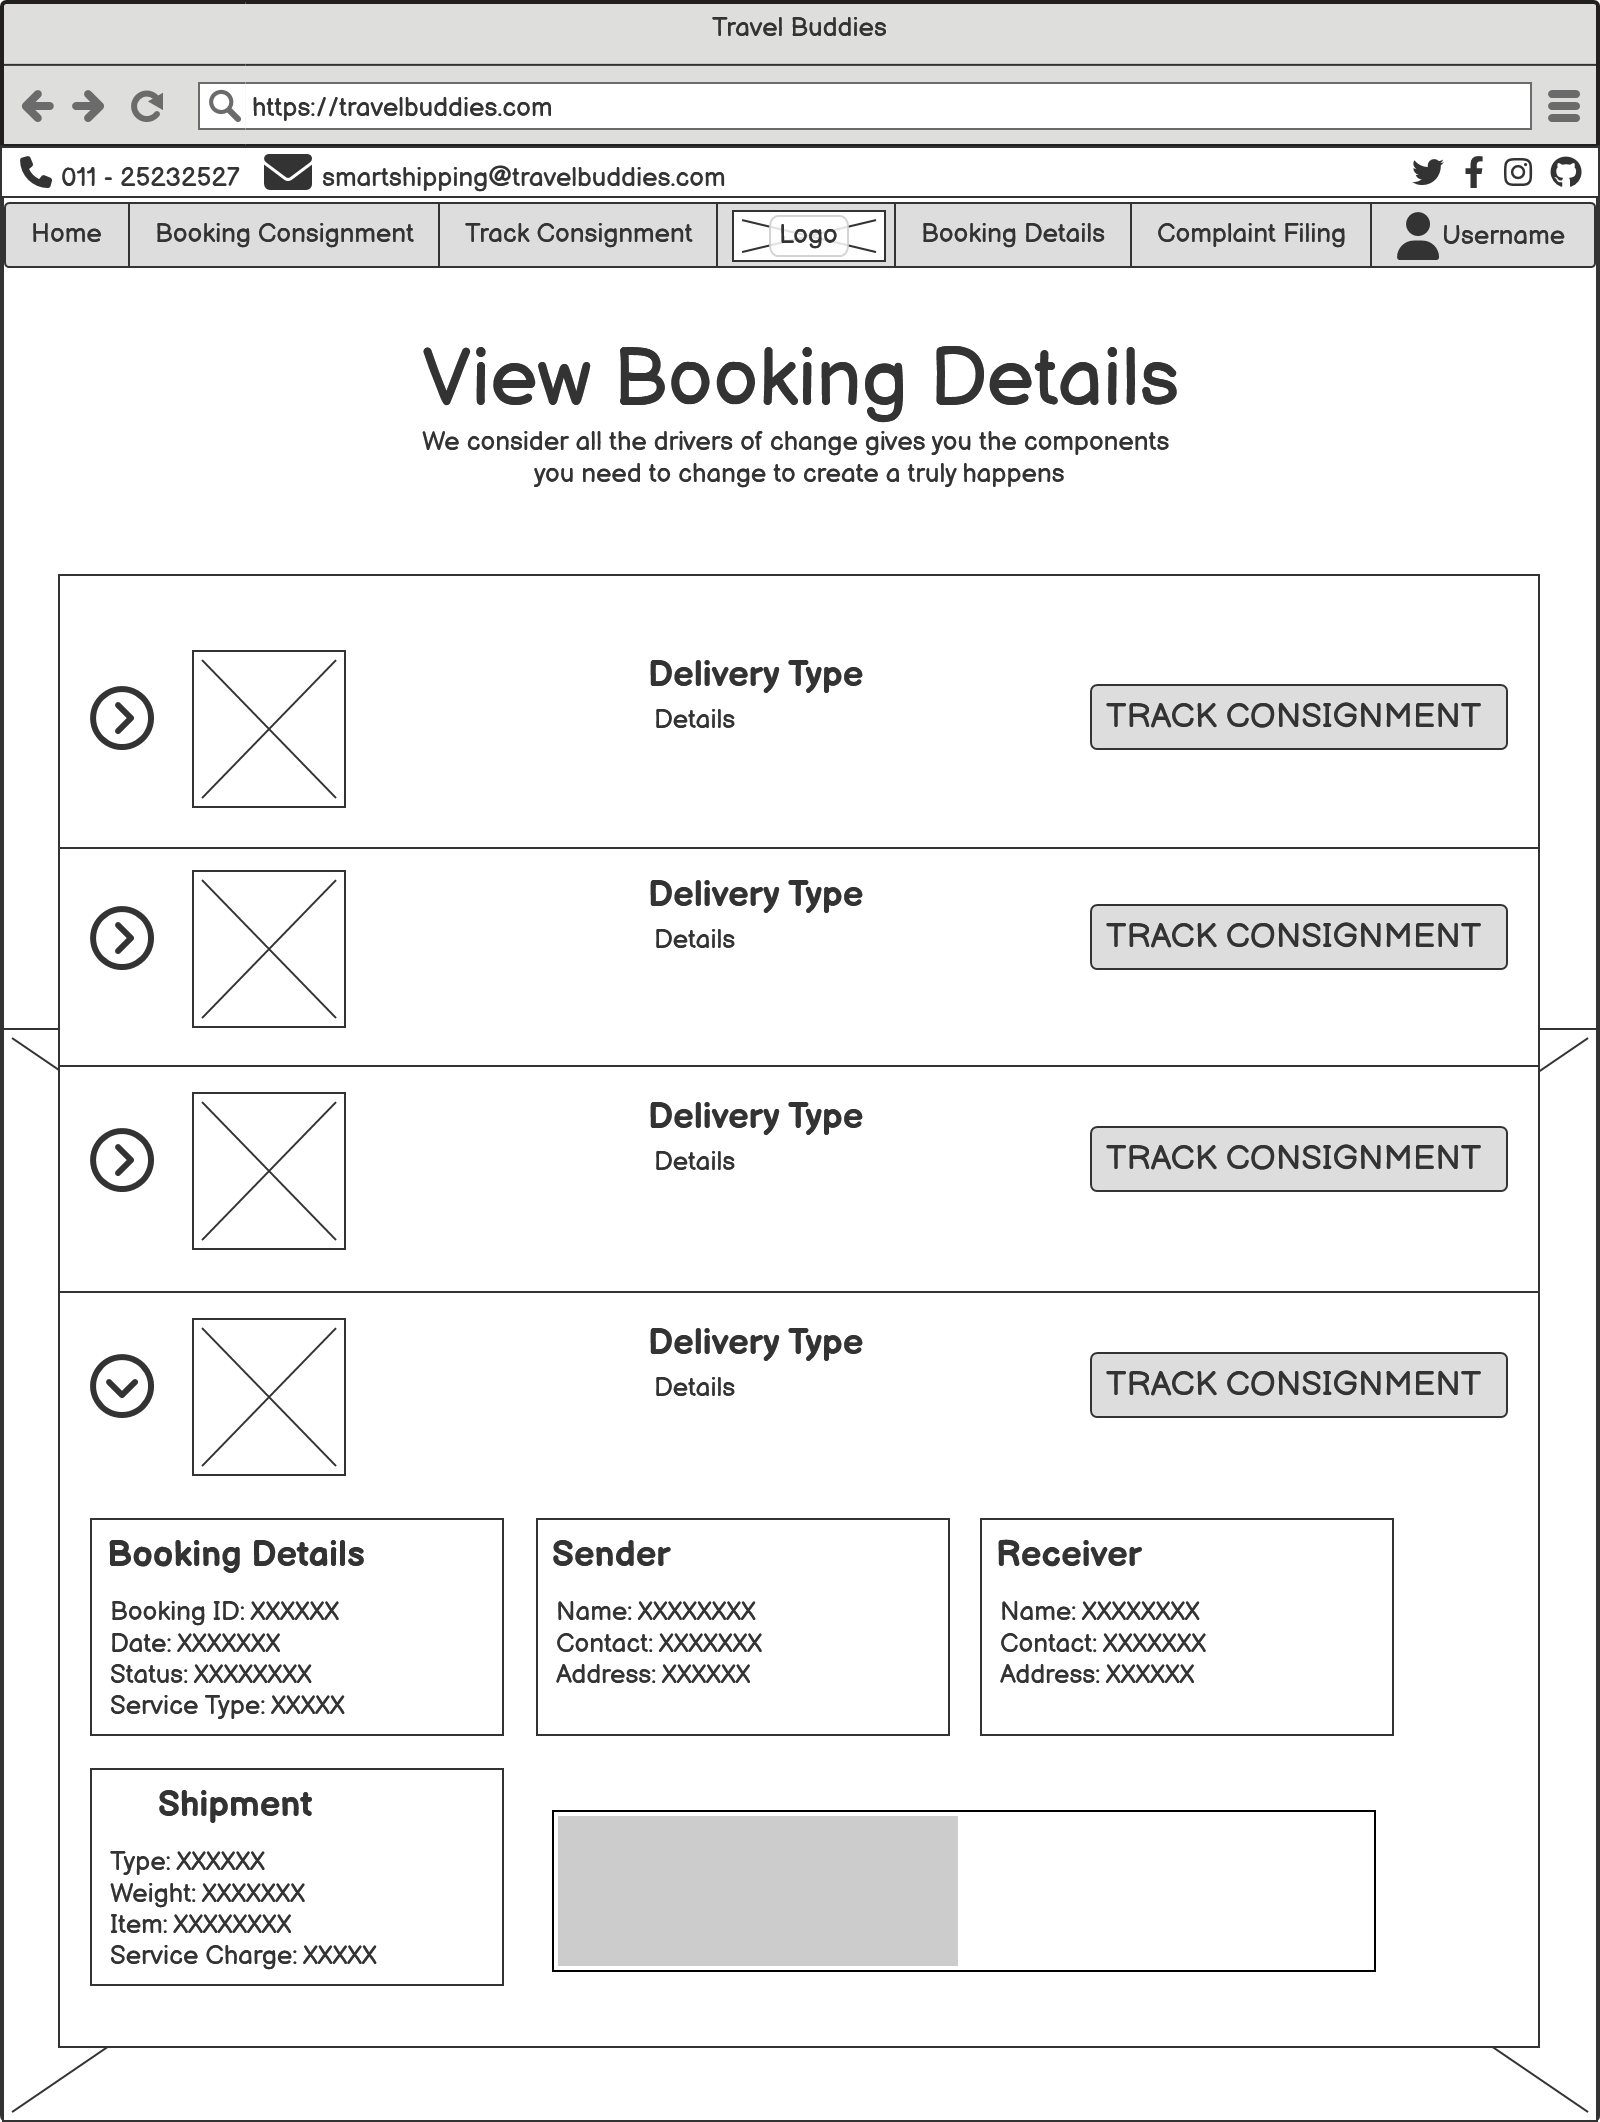 Travel Buddies
https://travelbuddies.com
011 - 25232527 smartshipping@travelbuddies.com
Home Booking Consignment Track Consignment Logo Booking Details Complaint Filing Username
View Booking Details
We consider all the drivers of change gives you the components
you need to change to create a truly happens
Delivery Type
Details
TRACK CONSIGNMENT
Delivery Type
Details
TRACK CONSIGNMENT
Delivery Type
Details
TRACK CONSIGNMENT
Delivery Type
Details
TRACK CONSIGNMENT
Booking Details
Booking ID: XXXXXX
Date: XXXXXXX
Status: XXXXXXXX
Service Type: XXXXX
Sender
Name: XXXXXXXX
Contact: XXXXXXX
Address: XXXXXX
Receiver
Name: XXXXXXXX
Contact: XXXXXXX
Address: XXXXXX
Shipment
Type: XXXXXX
Weight: XXXXXXX
Item: XXXXXXXX
Service Charge: XXXXX